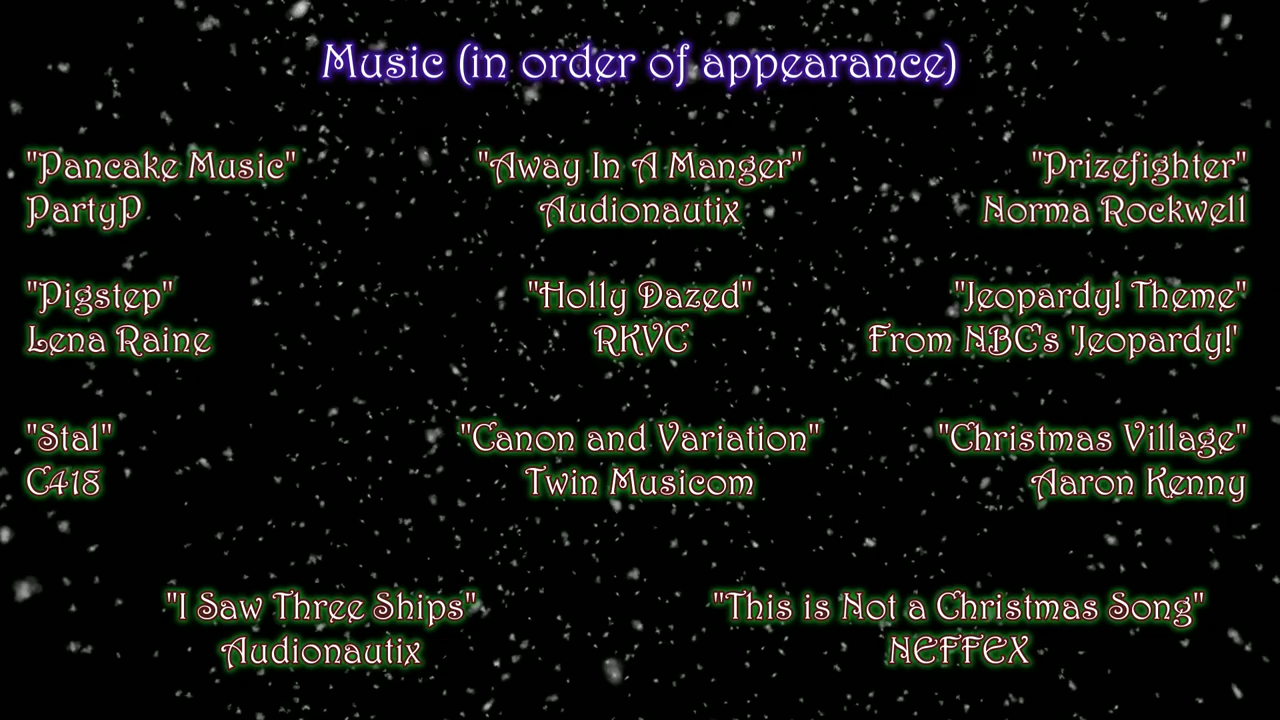 Music (in order of appearance)
"Pancake Music"
PartyP
"Away In A Manger"
Audionautix
"Prizefighter"
Norma Rockwell
"Pigstep"
Lena Raine
"Holly Dazed"
RKVC
"Jeopardy! Theme"
From NBC's 'Jeopardy!'
"Stal"
C418
"Canon and Variation"
Twin Musicom
"Christmas Village"
Aaron Kenny
"I Saw Three Ships"
Audionautix
"This is Not a Christmas Song"
NEFFEX